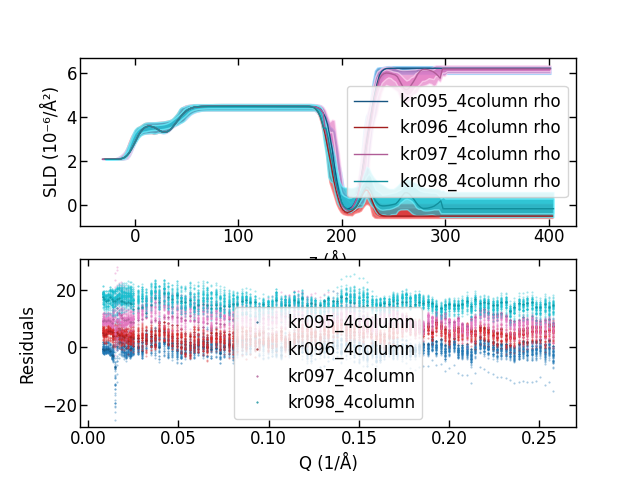 6
4
2
0
SLD (10⁻⁶/Å²)
kr095_4column rho
kr096_4column rho
kr097_4column rho
kr098_4column rho
0 100 200 300 400
20
0
−20
Residuals
kr095_4column
kr096_4column
kr097_4column
kr098_4column
0.00 0.05 0.10 0.15 0.20 0.25
Q (1/Å)